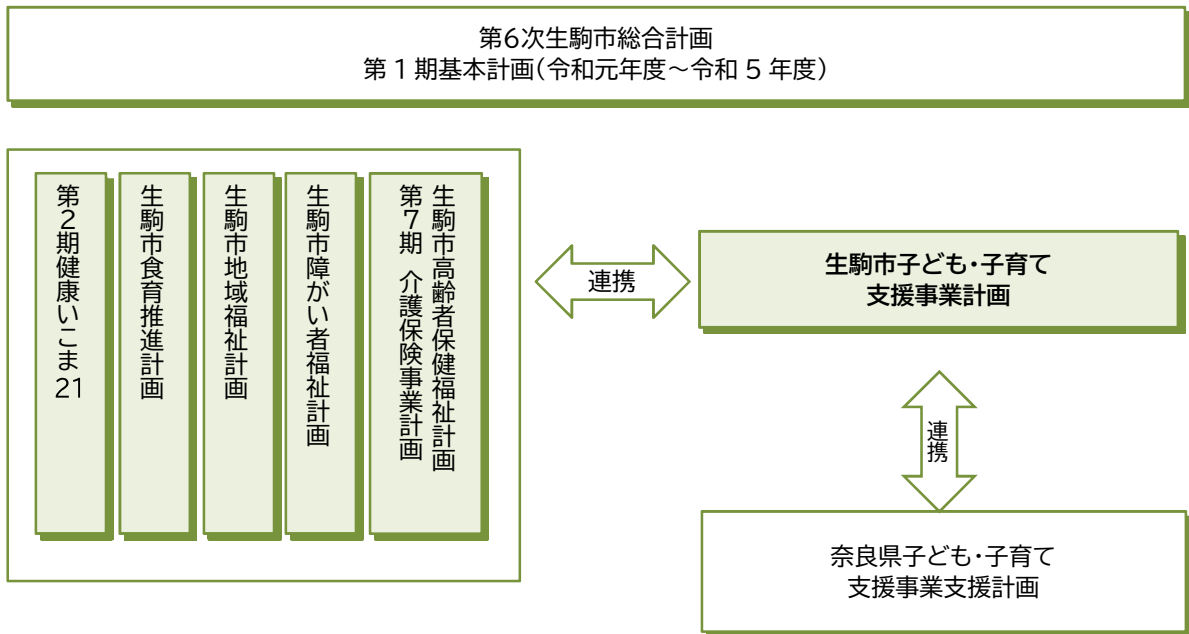 第6次生駒市総合計画
第1期基本計画(令和元年度～令和5年度)
第2期健康いこま21
生駒市食育推進計画
生駒市地域福祉計画
生駒市障がい者福祉計画
生駒市高齢者保健福祉計画
第7期 介護保険事業計画
連携
生駒市子ども・子育て
支援事業計画
連携
奈良県子ども・子育て
支援事業支援計画